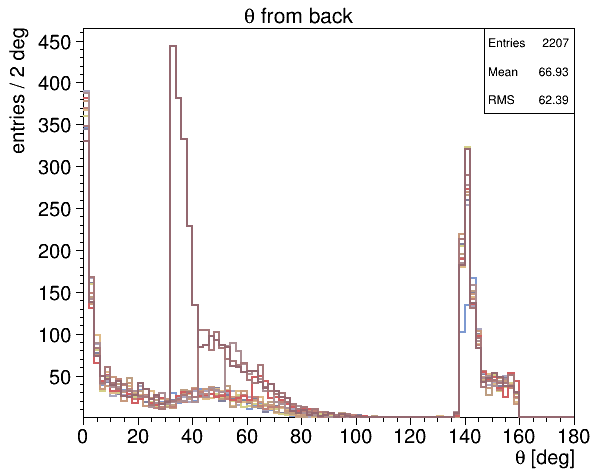 θ from back
entries / 2 deg
Entries 2207
Mean 66.93
RMS 62.39
450
400
350
300
250
200
150
100
50
0 20 40 60 80 100 120 140 160 180
θ [deg]